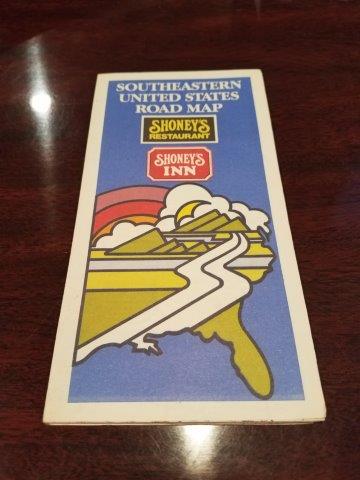 SOUTHEASTERN
UNITED STATES
ROAD MAP
SHONEY'S
RESTAURANT
SHONEY'S
INN